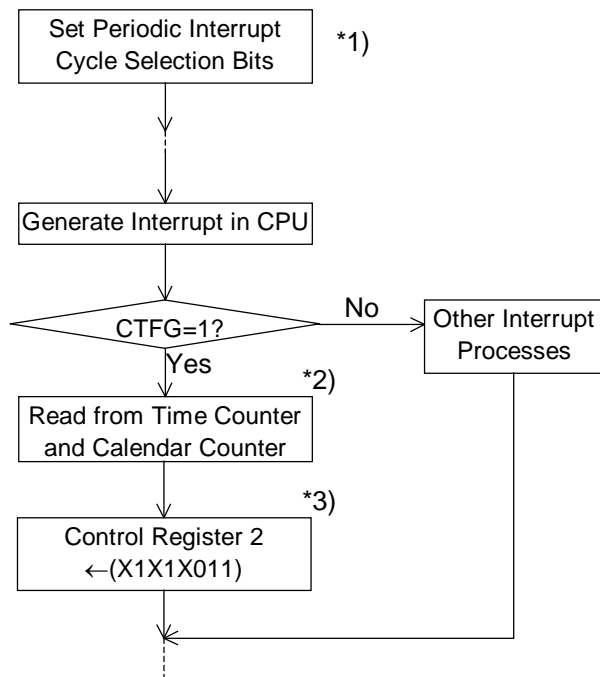 Set Periodic Interrupt
Cycle Selection Bits
*1)
Generate Interrupt in CPU
CTFG=1?
No
Other Interrupt
Processes
Yes
*2)
Read from Time Counter
and Calendar Counter
*3)
Control Register 2
←(X1X1X011)